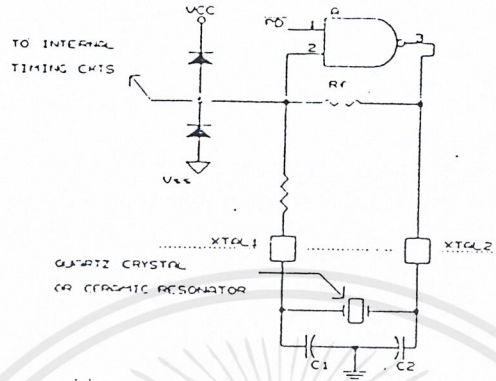 VCC
A
PD 1
2
3
TO INTERNAL
TIMING CKTS
Rf
Vss
XTAL1
XTAL2
QUARTZ CRYSTAL
OR CERAMIC RESONATOR
C1
C2